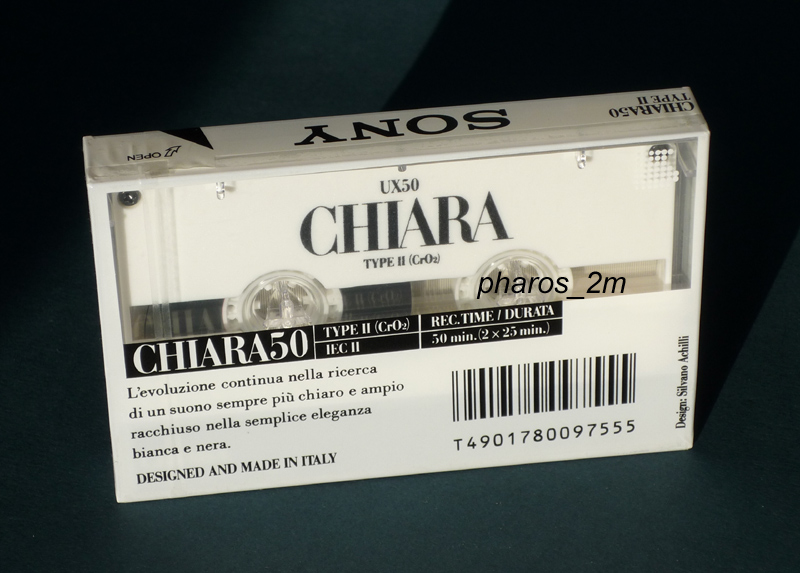 CHIARA50
TYPE II
SONY
OPEN
UX50
CHIARA
TYPE II (CrO₂)
pharos_2m
CHIARA50
TYPE II (CrO₂)
IEC II
REC.TIME / DURATA
50 min.(2 × 25 min.)
L'evoluzione continua nella ricerca
di un suono sempre più chiaro e ampio
racchiuso nella semplice eleganza
bianca e nera.
DESIGNED AND MADE IN ITALY
T4901780097555
Design: Silvano Achilli